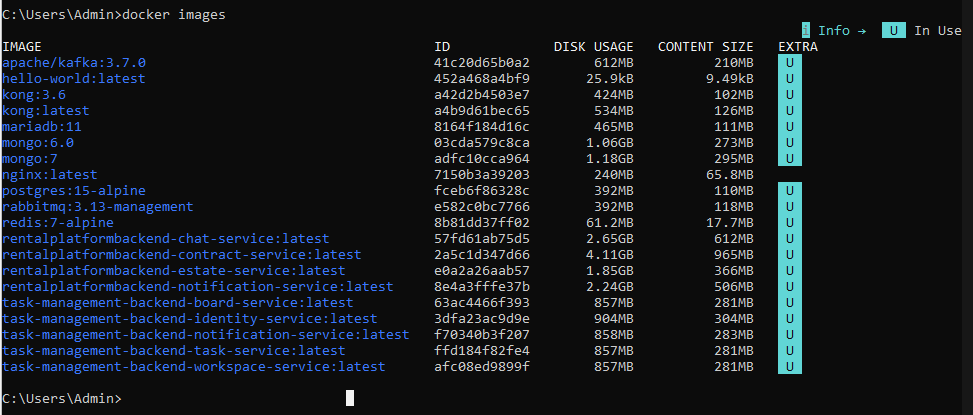 C:\Users\Admin>docker images
i Info → U In Use
IMAGE ID DISK USAGE CONTENT SIZE EXTRA
apache/kafka:3.7.0 41c20d65b0a2 612MB 210MB U
hello-world:latest 452a468a4bf9 25.9kB 9.49kB U
kong:3.6 a42d2b4503e7 424MB 102MB U
kong:latest a4b9d61bec65 534MB 126MB U
mariadb:11 8164f184d16c 465MB 111MB U
mongo:6.0 03cda579c8ca 1.06GB 273MB U
mongo:7 adfc10cca964 1.18GB 295MB U
nginx:latest 7150b3a39203 240MB 65.8MB
postgres:15-alpine fceb6f86328c 392MB 110MB U
rabbitmq:3.13-management e582c0bc7766 392MB 118MB U
redis:7-alpine 8b81dd37ff02 61.2MB 17.7MB U
rentalplatformbackend-chat-service:latest 57fd61ab75d5 2.65GB 612MB U
rentalplatformbackend-contract-service:latest 2a5c1d347d66 4.11GB 965MB U
rentalplatformbackend-estate-service:latest e0a2a26aab57 1.85GB 366MB U
rentalplatformbackend-notification-service:latest 8e4a3fffe37b 2.24GB 506MB U
task-management-backend-board-service:latest 63ac4466f393 857MB 281MB U
task-management-backend-identity-service:latest 3dfa23ac9d9e 904MB 304MB U
task-management-backend-notification-service:latest f70340b3f207 858MB 283MB U
task-management-backend-task-service:latest ffd184f82fe4 857MB 281MB U
task-management-backend-workspace-service:latest afc08ed9899f 857MB 281MB U
C:\Users\Admin>